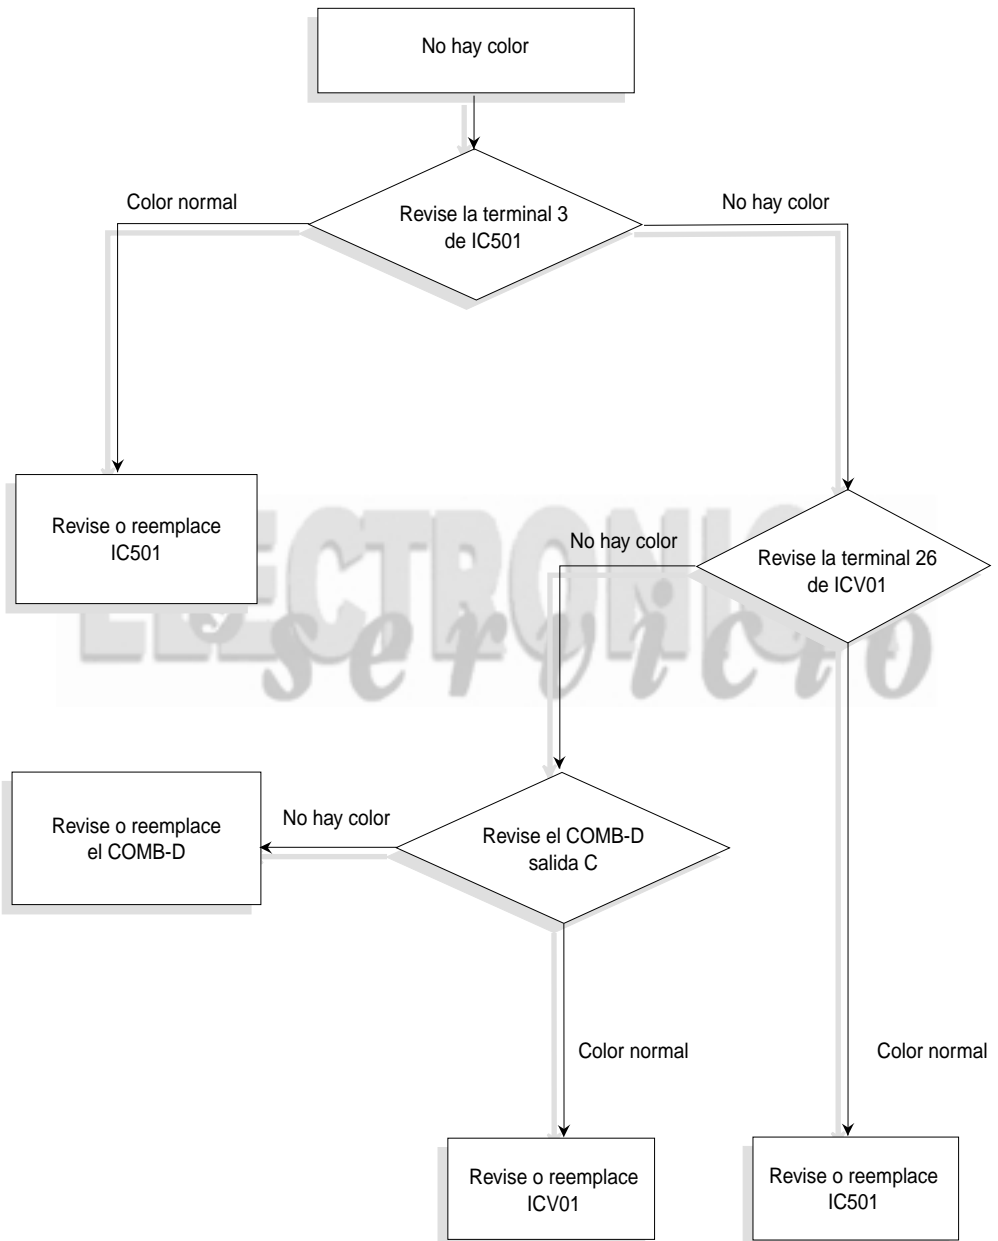 No hay color
Revise la terminal 3
de IC501
Color normal
No hay color
Revise o reemplace
IC501
No hay color
Revise la terminal 26
de ICV01
ELECTRONICA
servicio
Revise o reemplace
el COMB-D
No hay color
Revise el COMB-D
salida C
Color normal
Color normal
Revise o reemplace
ICV01
Revise o reemplace
IC501